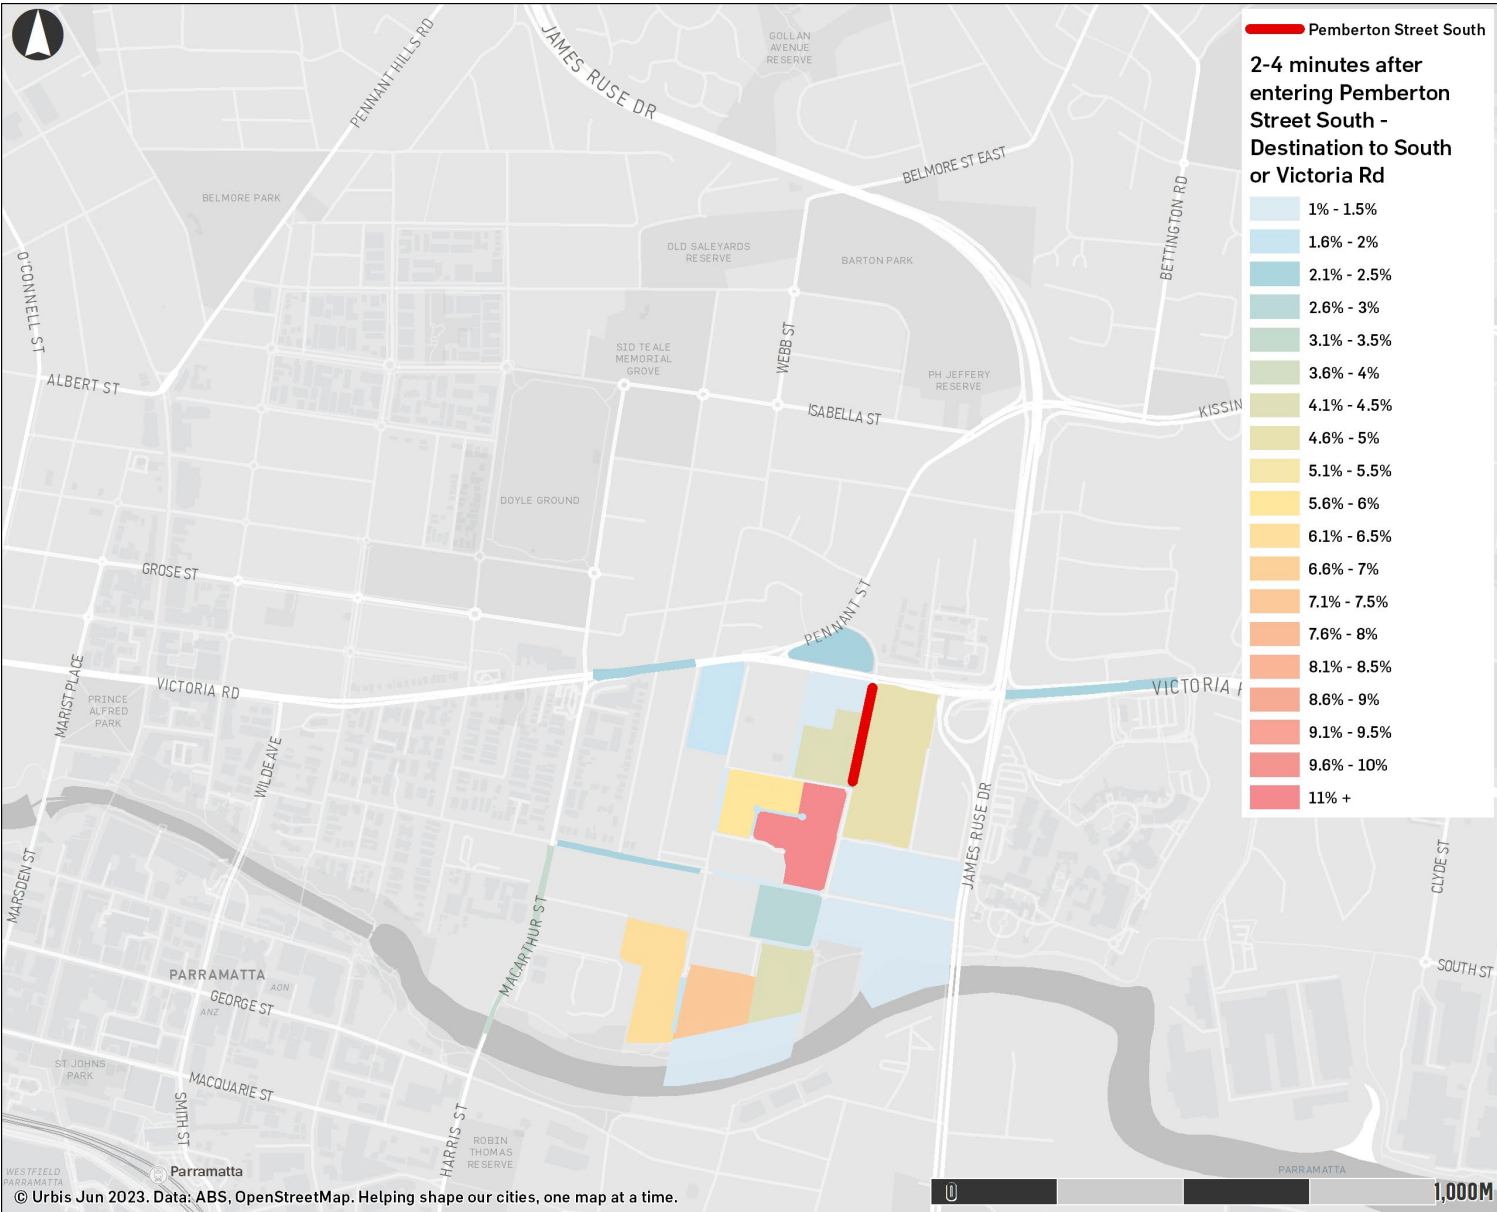 GOLLAN
AVENUE
RESERVE
PENNANT HILLS RD
JAMES RUSE DR
BELMORE ST EAST
BELMORE PARK
OLD SALEYARDS
RESERVE
BARTON PARK
BETTINGTON RD
O'CONNELL ST
WEBB ST
SID TEALE
MEMORIAL
GROVE
PH JEFFERY
RESERVE
ALBERT ST
ISABELLA ST
KISSIN
DOYLE GROUND
GROSE ST
PENNANT ST
MARIST PLACE
VICTORIA RD
PRINCE
ALFRED
PARK
VICTORIA R
WILDE AVE
JAMES RUSE DR
CLYDE ST
MARSDEN ST
MACARTHUR ST
PARRAMATTA
AON
GEORGE ST
ANZ
SOUTH ST
ST JOHNS
PARK
MACQUARIE ST
SMITH ST
HARRIS ST
ROBIN
THOMAS
RESERVE
WESTFIELD
PARRAMATTA
Parramatta
PARRAMATTA
© Urbis Jun 2023. Data: ABS, OpenStreetMap. Helping shape our cities, one map at a time.
0
1,000M
Pemberton Street South
2-4 minutes after
entering Pemberton
Street South -
Destination to South
or Victoria Rd
1% - 1.5%
1.6% - 2%
2.1% - 2.5%
2.6% - 3%
3.1% - 3.5%
3.6% - 4%
4.1% - 4.5%
4.6% - 5%
5.1% - 5.5%
5.6% - 6%
6.1% - 6.5%
6.6% - 7%
7.1% - 7.5%
7.6% - 8%
8.1% - 8.5%
8.6% - 9%
9.1% - 9.5%
9.6% - 10%
11% +